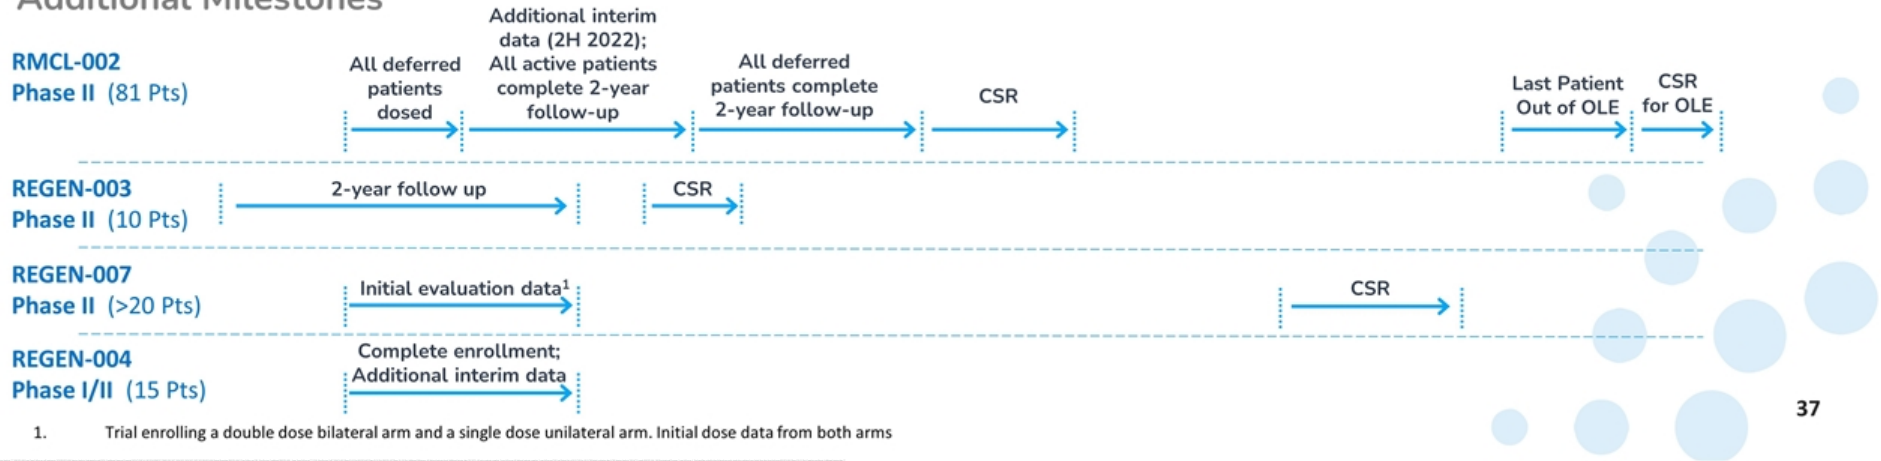 Additional Milestones
RMCL-002
Phase II (81 Pts)
All deferred
patients
dosed
Additional interim
data (2H 2022);
All active patients
complete 2-year
follow-up
All deferred
patients complete
2-year follow-up
CSR
Last Patient
Out of OLE
CSR
for OLE
REGEN-003
Phase II (10 Pts)
2-year follow up
CSR
REGEN-007
Phase II (>20 Pts)
Initial evaluation data¹
CSR
REGEN-004
Phase I/II (15 Pts)
Complete enrollment;
Additional interim data
37
1. Trial enrolling a double dose bilateral arm and a single dose unilateral arm. Initial dose data from both arms